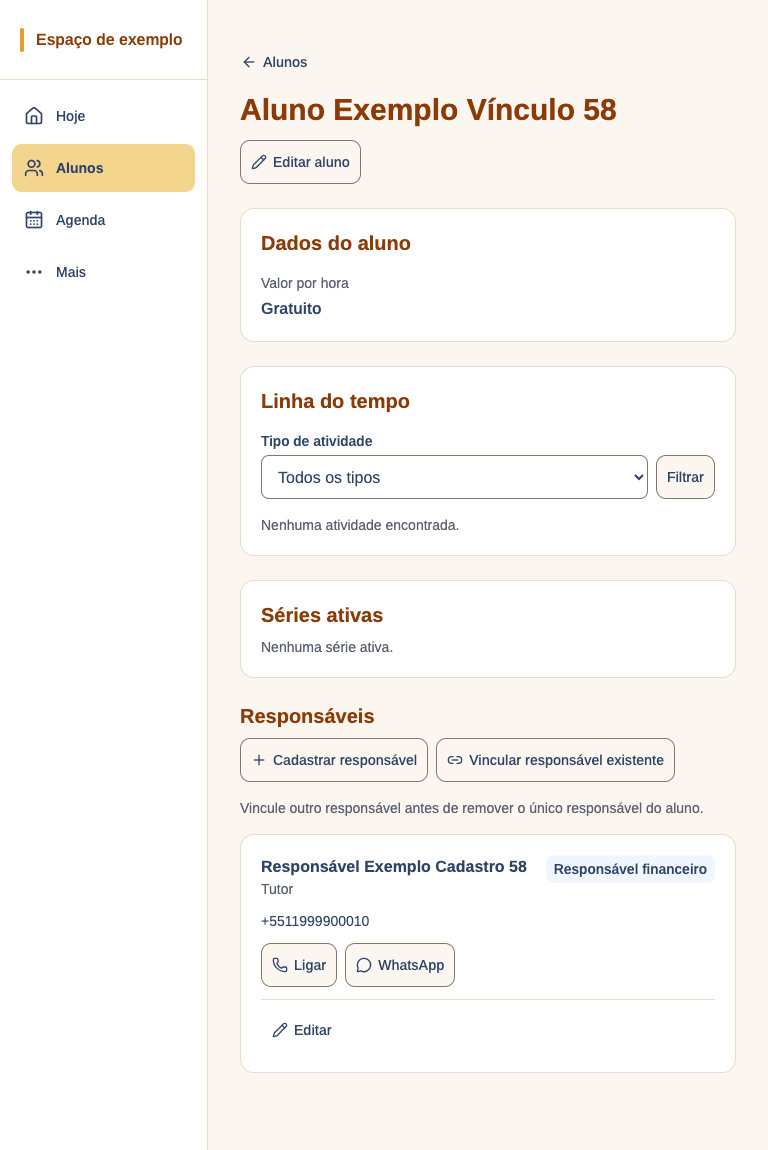 Espaço de exemplo
Hoje
Alunos
Agenda
Mais
Alunos
Aluno Exemplo Vínculo 58
Editar aluno
Dados do aluno
Valor por hora
Gratuito
Linha do tempo
Tipo de atividade
Todos os tipos
Filtrar
Nenhuma atividade encontrada.
Séries ativas
Nenhuma série ativa.
Responsáveis
Cadastrar responsável
Vincular responsável existente
Vincule outro responsável antes de remover o único responsável do aluno.
Responsável Exemplo Cadastro 58
Responsável financeiro
Tutor
+5511999900010
Ligar
WhatsApp
Editar